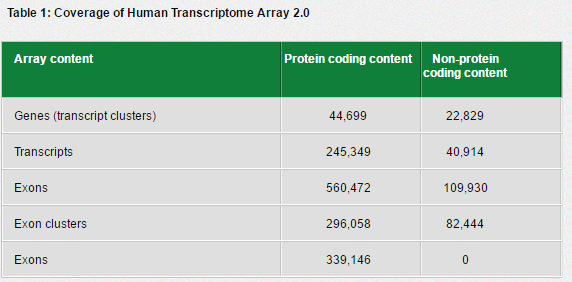 Table 1: Coverage of Human Transcriptome Array 2.0
Array content Protein coding content Non-protein
coding content
Genes (transcript clusters) 44,699 22,829
Transcripts 245,349 40,914
Exons 560,472 109,930
Exon clusters 296,058 82,444
Exons 339,146 0